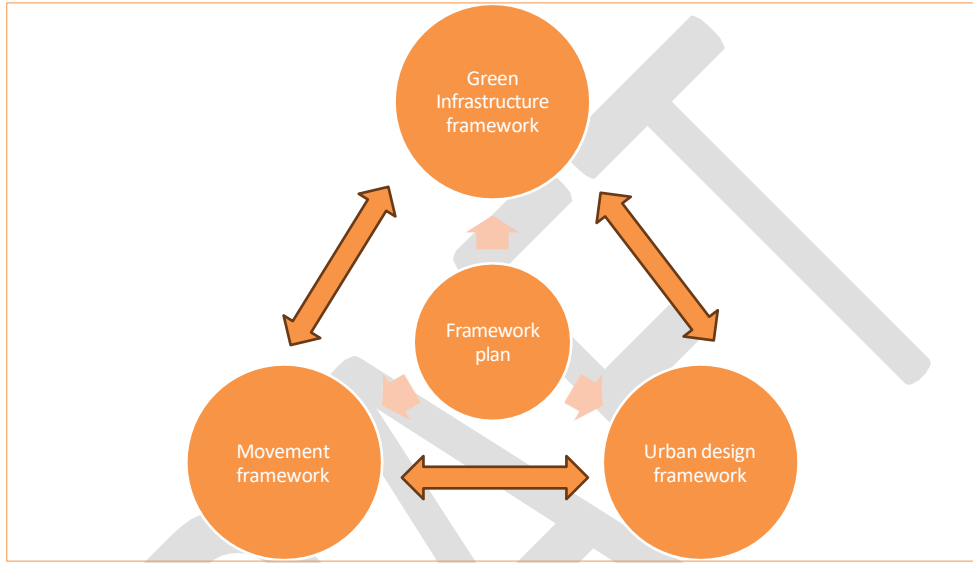 Green
Infrastructure
framework
Framework
plan
Movement
framework
Urban design
framework